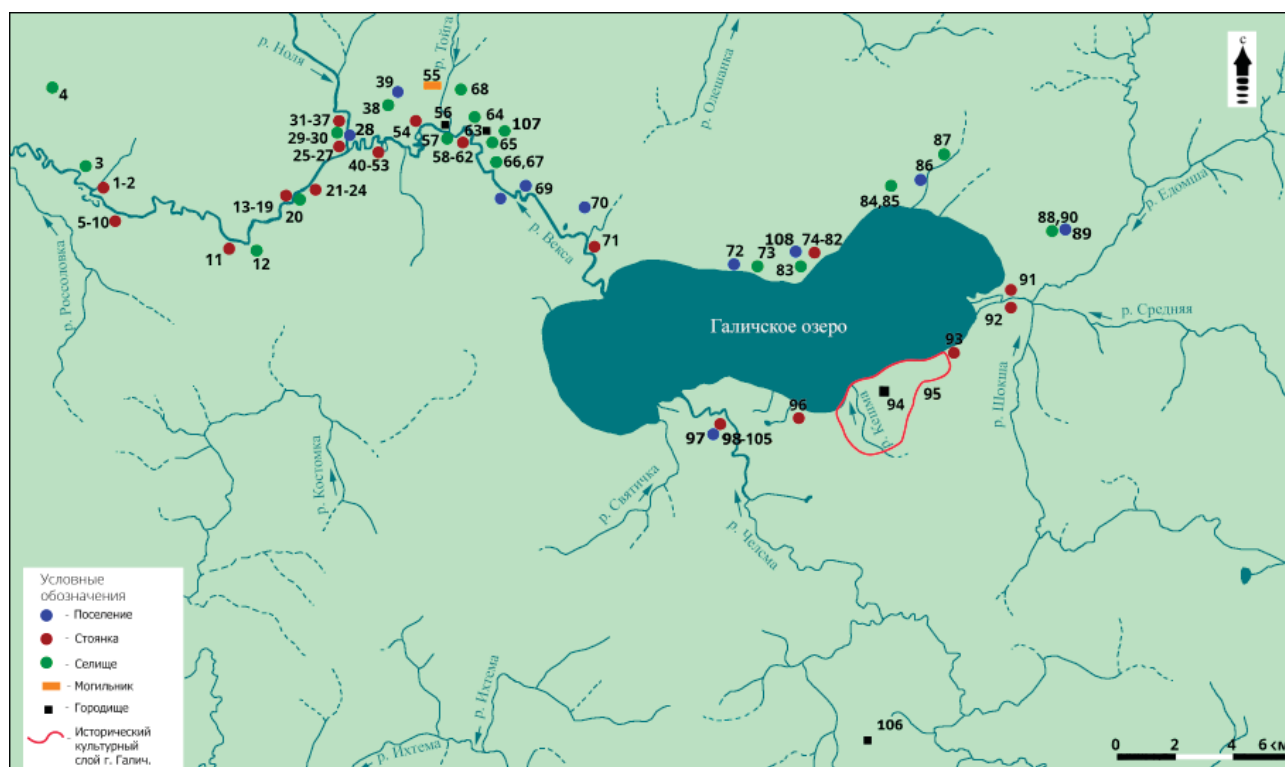 р. Ноля
р. Тойга
р. Олешанка
с
4
39
55
68
38
56
64
31-37
28
54
63
107
29-30
57
65
25-27
58-62
40-53
66,67
87
86
3
1-2
13-19
21-24
20
69
70
84,85
р. Едомша
5-10
88,90
89
11
12
р. Векса
71
72
73
108
74-82
83
р. Россоловка
91
92
р. Средняя
Галичское озеро
93
94
95
р. Кешма
р. Шокша
96
97
98-105
р. Костомка
р. Святичка
р. Челсма
Условные
обозначения
- Поселение
- Стоянка
- Селище
- Могильник
- Городище
- Исторический
культурный
слой г. Галич.
р. Ихтема
р. Ихтема
106
0 2 4 6 км